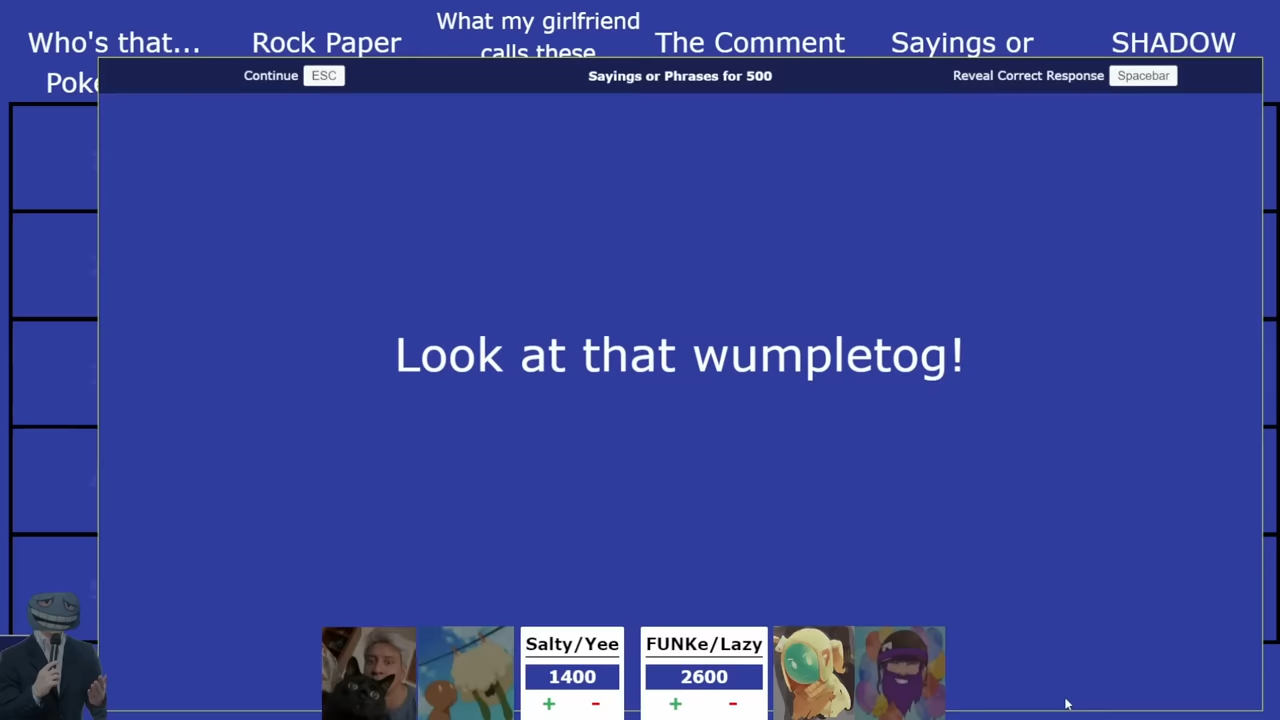 Who's that...
Rock Paper
What my girlfriend
calls these
The Comment
Sayings or
SHADOW
Poke
Continue ESC
Sayings or Phrases for 500
Reveal Correct Response Spacebar
Look at that wumpletog!
Salty/Yee
FUNKe/Lazy
1400
2600
+ -
+ -